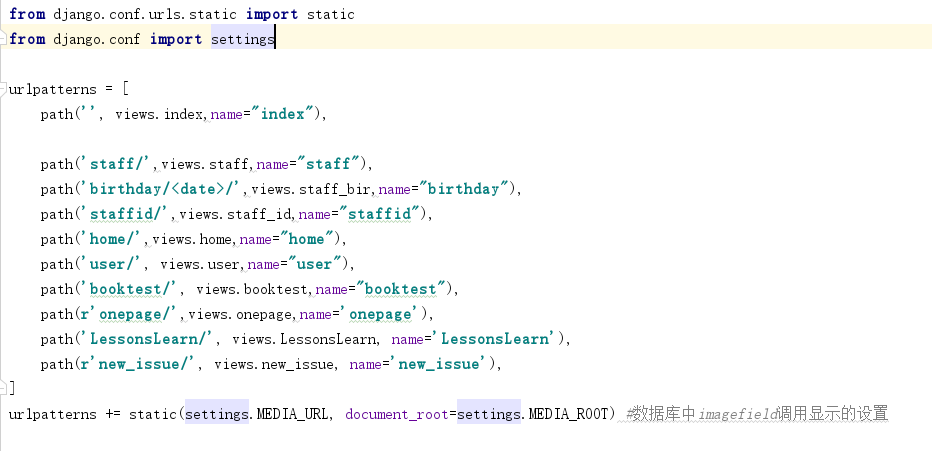 from django.conf.urls.static import static
from django.conf import settings
urlpatterns = [
path('', views.index,name="index"),
path('staff/',views.staff,name="staff"),
path('birthday/<date>/',views.staff_bir,name="birthday"),
path('staffid/',views.staff_id,name="staffid"),
path('home/',views.home,name="home"),
path('user/', views.user,name="user"),
path('booktest/', views.booktest,name="booktest"),
path(r'onepage/',views.onepage,name='onepage'),
path('LessonsLearn/', views.LessonsLearn, name='LessonsLearn'),
path(r'new_issue/', views.new_issue, name='new_issue'),
]
urlpatterns += static(settings.MEDIA_URL, document_root=settings.MEDIA_ROOT) #数据库中imagefield调用显示的设置